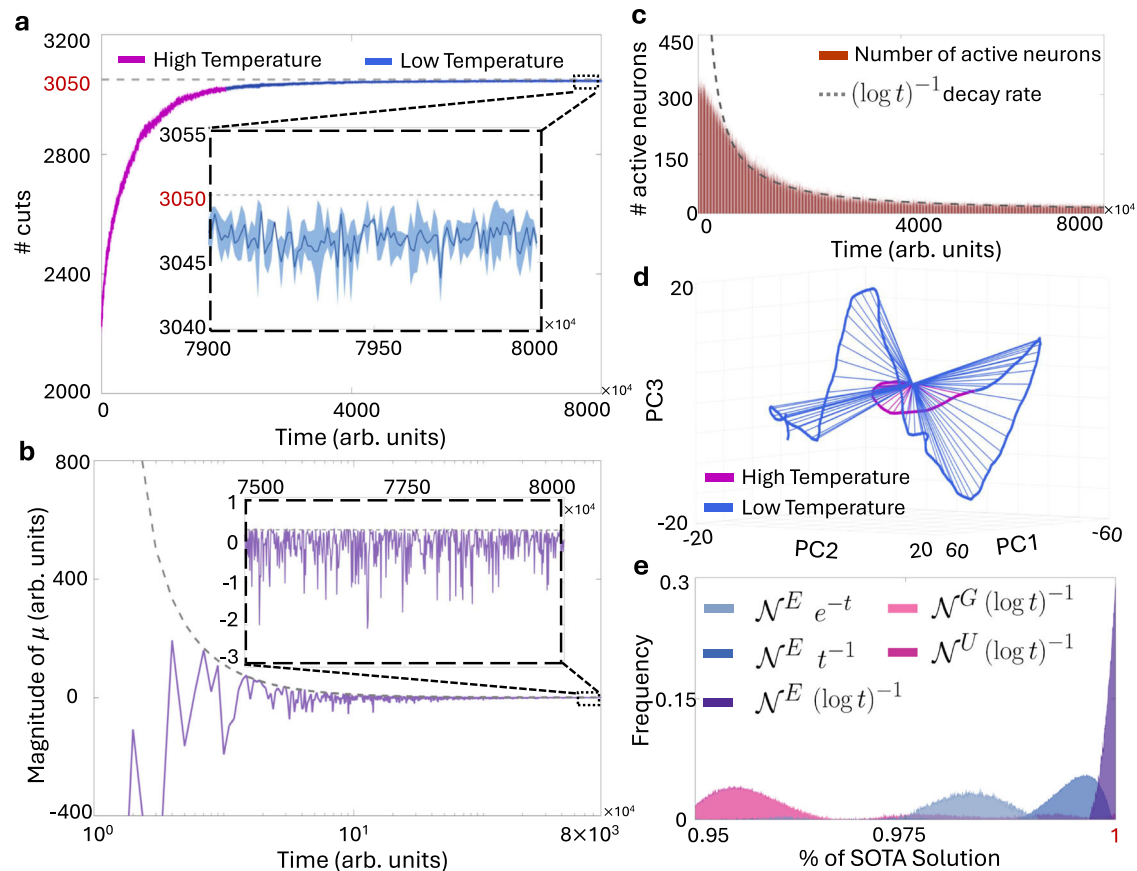 a
3200
3050
2800
2400
2000
# cuts
High Temperature
Low Temperature
3055
3050
3045
3040
7900
7950
8000
×10⁴
0
4000
8000
×10⁴
Time (arb. units)
b
800
400
0
-400
Magnitude of μ (arb. units)
7500
7750
8000
×10⁴
1
0
-1
-2
-3
10⁰
10¹
8×10³
×10⁴
Time (arb. units)
c
450
300
150
0
# active neurons
Number of active neurons
(log t)⁻¹ decay rate
0
4000
8000
×10⁴
Time (arb. units)
d
20
PC3
-20
High Temperature
Low Temperature
-20
PC2
20
60
PC1
-60
e
0.3
0.15
0
Frequency
𝒩ᴱ e⁻ᵗ
𝒩ᴱ t⁻¹
𝒩ᴱ (log t)⁻¹
𝒩ᴳ (log t)⁻¹
𝒩ᵁ (log t)⁻¹
0.95
0.975
1
% of SOTA Solution